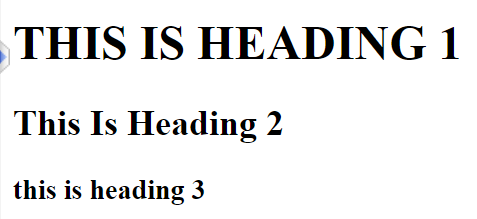 THIS IS HEADING 1
This Is Heading 2
this is heading 3